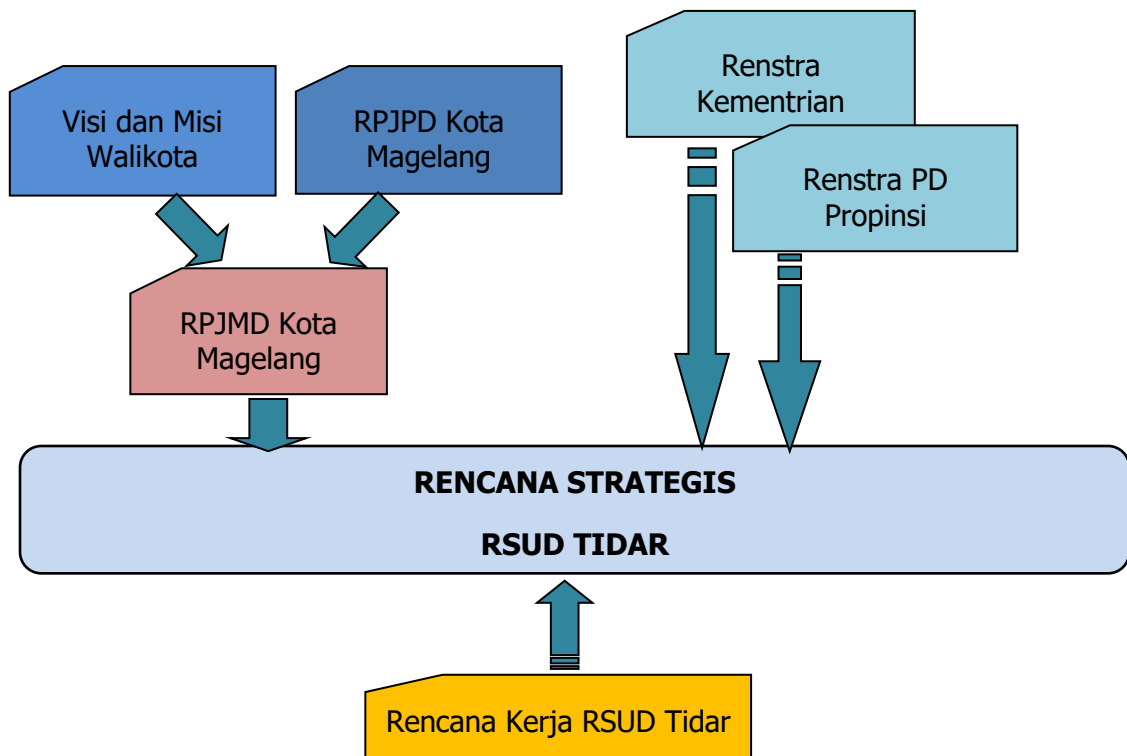 Visi dan Misi
Walikota
RPJPD Kota
Magelang
Renstra
Kementrian
Renstra PD
Propinsi
RPJMD Kota
Magelang
RENCANA STRATEGIS
RSUD TIDAR
Rencana Kerja RSUD Tidar